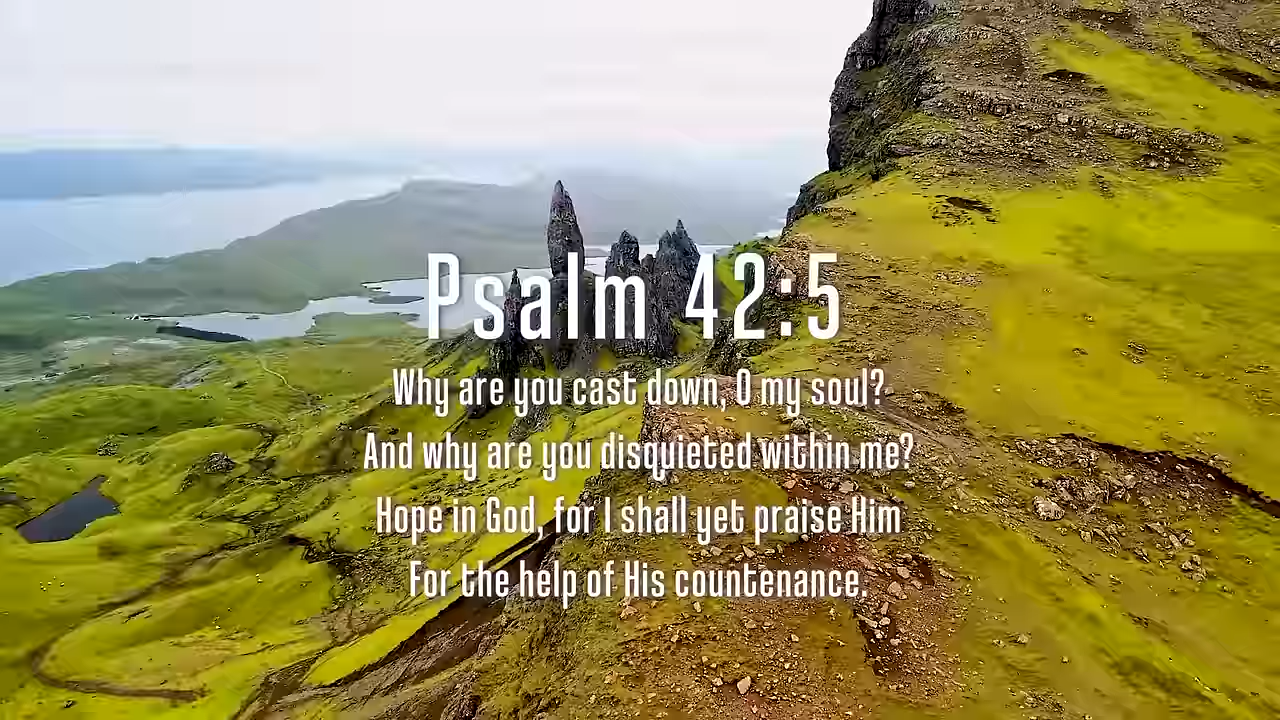 Psalm 42:5
Why are you cast down, O my soul?
And why are you disquieted within me?
Hope in God, for I shall yet praise Him
For the help of His countenance.